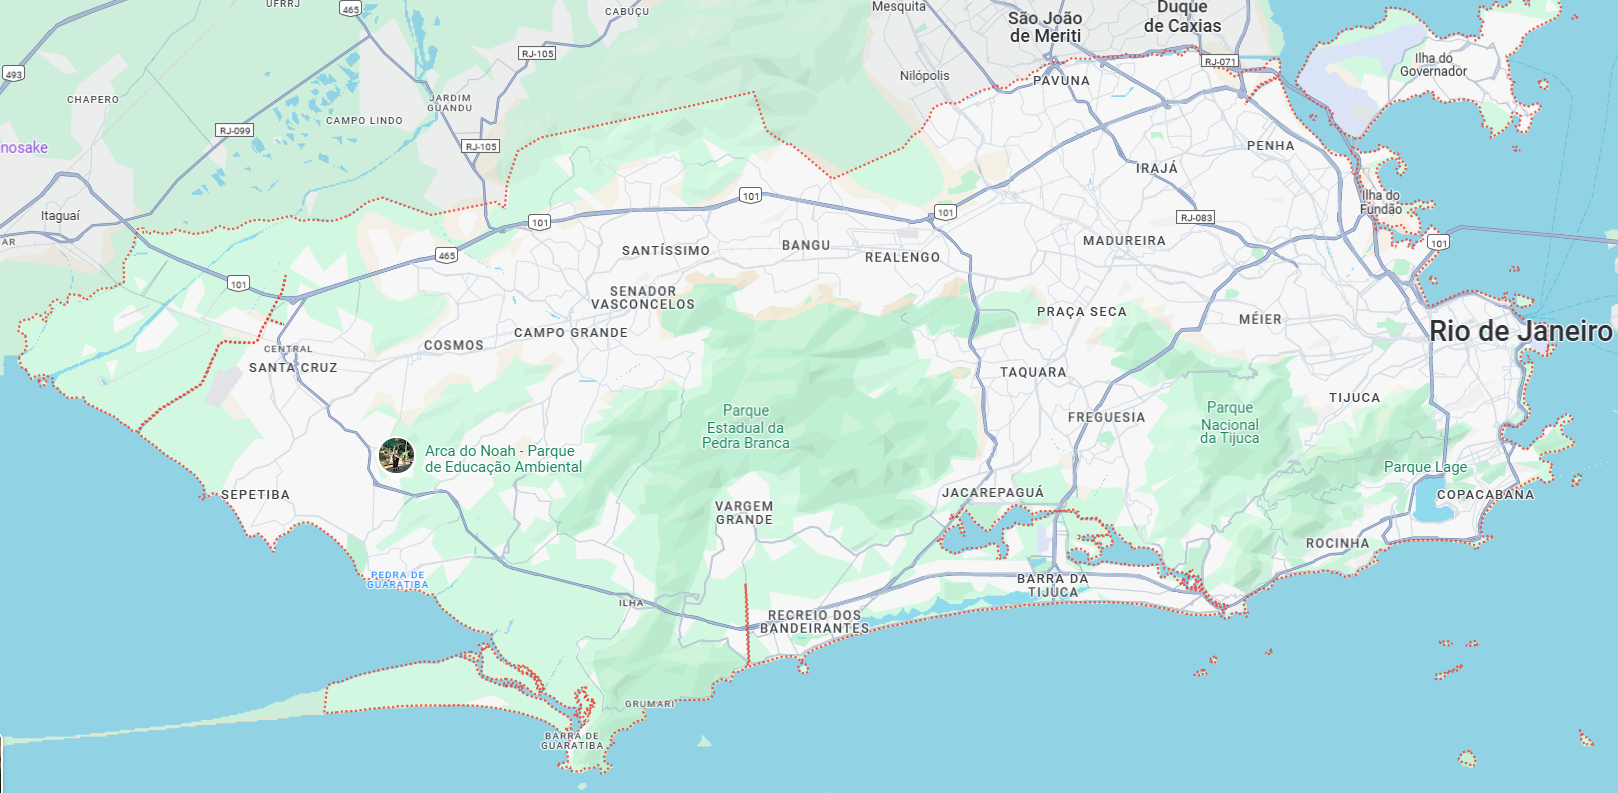 UFRRJ
465
CABUÇU
Mesquita
São João
de Meriti
Duque
de Caxias
493
RJ-105
Nilópolis
PAVUNA
RJ-071
Ilha do
Governador
CHAPERO
JARDIM
GUANDU
CAMPO LINDO
RJ-099
RJ-105
nosake
PENHA
IRAJÁ
Itaguaí
AR
101
101
101
RJ-083
Ilha do
Fundão
101
465
SANTÍSSIMO
BANGU
REALENGO
MADUREIRA
101
SENADOR
VASCONCELOS
CAMPO GRANDE
PRAÇA SECA
MÉIER
Rio de Janeiro
CENTRAL
SANTA CRUZ
COSMOS
TAQUARA
TIJUCA
FREGUESIA
Parque
Estadual da
Pedra Branca
Parque
Nacional
da Tijuca
Arca do Noah - Parque
de Educação Ambiental
Parque Lage
SEPETIBA
JACAREPAGUÁ
COPACABANA
VARGEM
GRANDE
ROCINHA
PEDRA DE
GUARATIBA
BARRA DA
TIJUCA
ILHA
RECREIO DOS
BANDEIRANTES
GRUMARI
BARRA DE
GUARATIBA